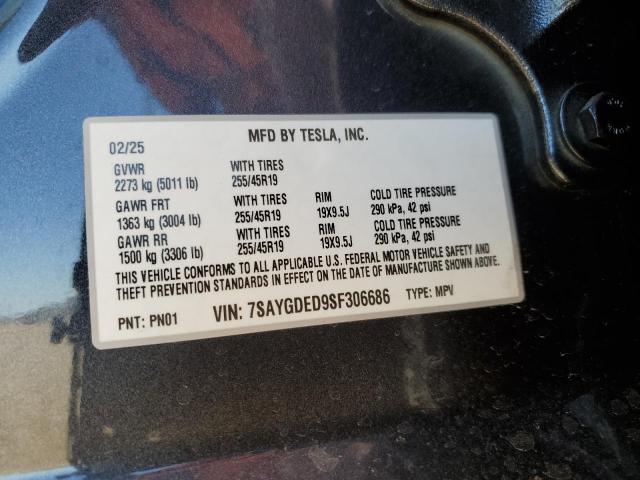 MFD BY TESLA, INC.
02/25
GVWR WITH TIRES
2273 kg (5011 lb) 255/45R19
GAWR FRT WITH TIRES RIM COLD TIRE PRESSURE
1363 kg (3004 lb) 255/45R19 19X9.5J 290 kPa, 42 psi
GAWR RR WITH TIRES RIM COLD TIRE PRESSURE
1500 kg (3306 lb) 255/45R19 19X9.5J 290 kPa, 42 psi
THIS VEHICLE CONFORMS TO ALL APPLICABLE U.S. FEDERAL MOTOR VEHICLE SAFETY AND
THEFT PREVENTION STANDARDS IN EFFECT ON THE DATE OF MANUFACTURE SHOWN ABOVE.
PNT: PN01 VIN: 7SAYGDED9SF306686 TYPE: MPV